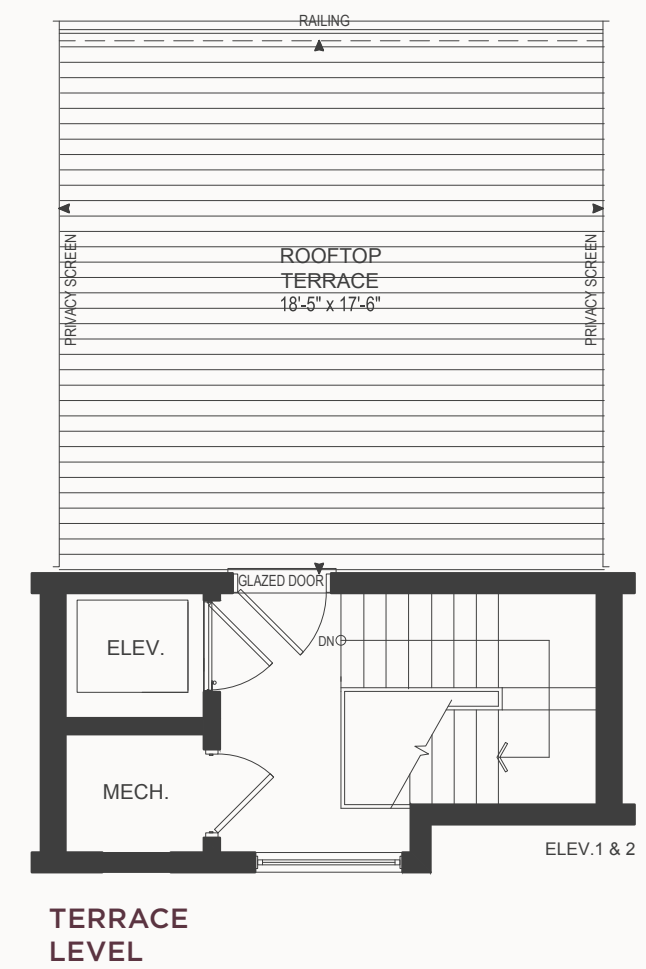 RAILING
PRIVACY SCREEN
ROOFTOP
TERRACE
18'-5" x 17'-6"
PRIVACY SCREEN
GLAZED DOOR
ELEV.
DN
MECH.
ELEV.1 & 2
TERRACE
LEVEL